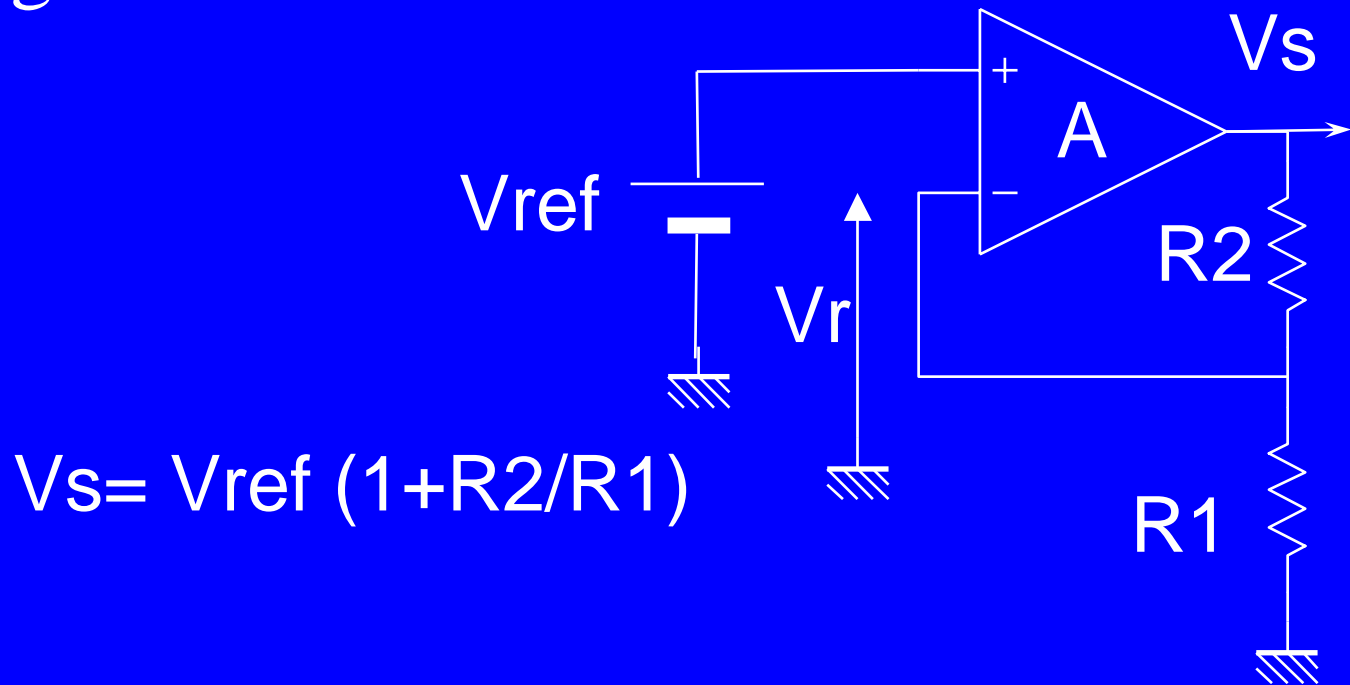 Vs
+
A
Vref
−
R2
Vr
Vs= Vref (1+R2/R1)
R1